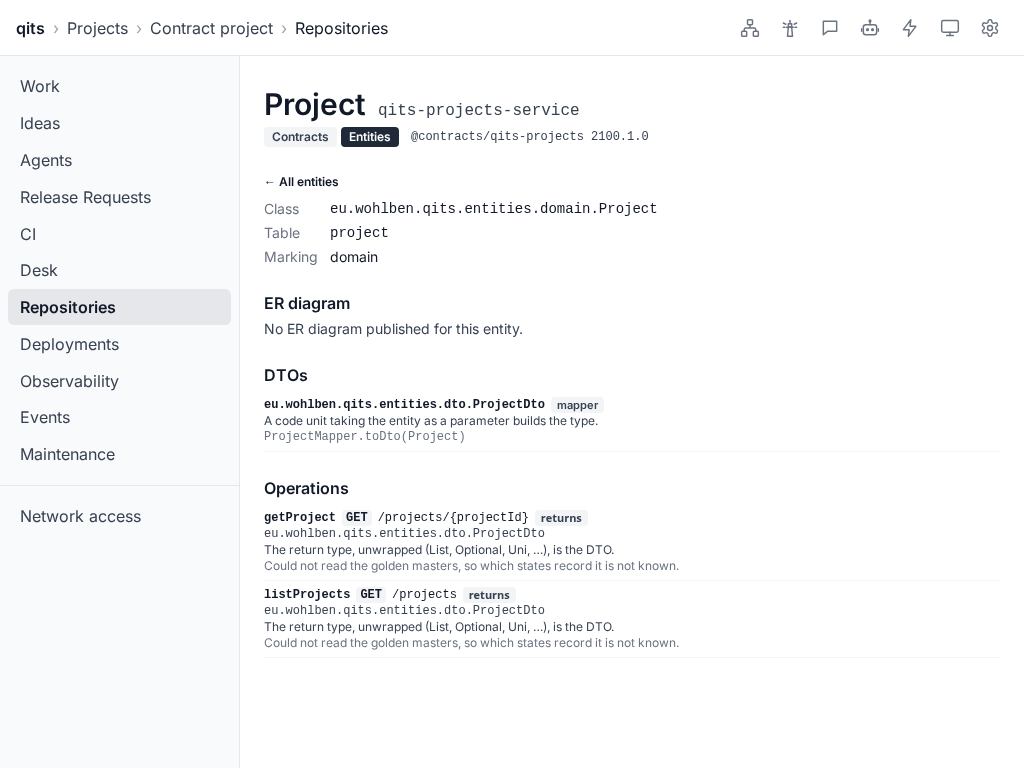 qits › Projects › Contract project › Repositories
Work
Ideas
Agents
Release Requests
CI
Desk
Repositories
Deployments
Observability
Events
Maintenance
Network access
Project qits-projects-service
Contracts Entities @contracts/qits-projects 2100.1.0
← All entities
Class eu.wohlben.qits.entities.domain.Project
Table project
Marking domain
ER diagram
No ER diagram published for this entity.
DTOs
eu.wohlben.qits.entities.dto.ProjectDto mapper
A code unit taking the entity as a parameter builds the type.
ProjectMapper.toDto(Project)
Operations
getProject GET /projects/{projectId} returns
eu.wohlben.qits.entities.dto.ProjectDto
The return type, unwrapped (List, Optional, Uni, …), is the DTO.
Could not read the golden masters, so which states record it is not known.
listProjects GET /projects returns
eu.wohlben.qits.entities.dto.ProjectDto
The return type, unwrapped (List, Optional, Uni, …), is the DTO.
Could not read the golden masters, so which states record it is not known.